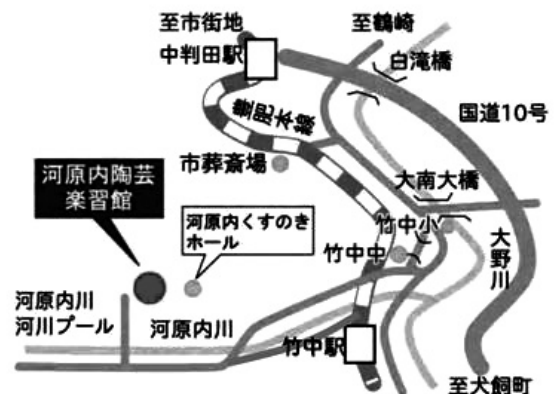 至市街地
中判田駅
至鶴崎
白滝橋
国道10号
豊肥本線
市葬斎場
大南大橋
河原内陶芸
楽習館
河原内くすのき
ホール
竹中小
竹中中
大野川
河原内川
河川プール
河原内川
竹中駅
至犬飼町